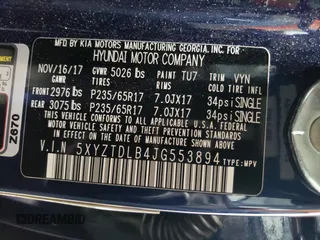 MFD BY KIA MOTORS MANUFACTURING GEORGIA, INC. FOR
HYUNDAI MOTOR COMPANY
NOV/16/17 GVWR 5026 lbs PAINT TU7 TRIM VYN
TIRES RIMS COLD TIRE INFL
FRONT 2976 lbs P235/65R17 7.0JX17 34psi SINGLE
REAR 3075 lbs P235/65R17 7.0JX17 34psi SINGLE
THIS VEHICLE CONFORMS TO ALL APPLICABLE U.S.A. FEDERAL
MOTOR VEHICLE SAFETY AND THEFT PREVENTION STANDARDS IN EFFECT
ON THE DATE OF MANUFACTURE SHOWN ABOVE.
V.I.N 5XYZTDLB4JG553894 TYPE:MPV
Z670
DREAMBID